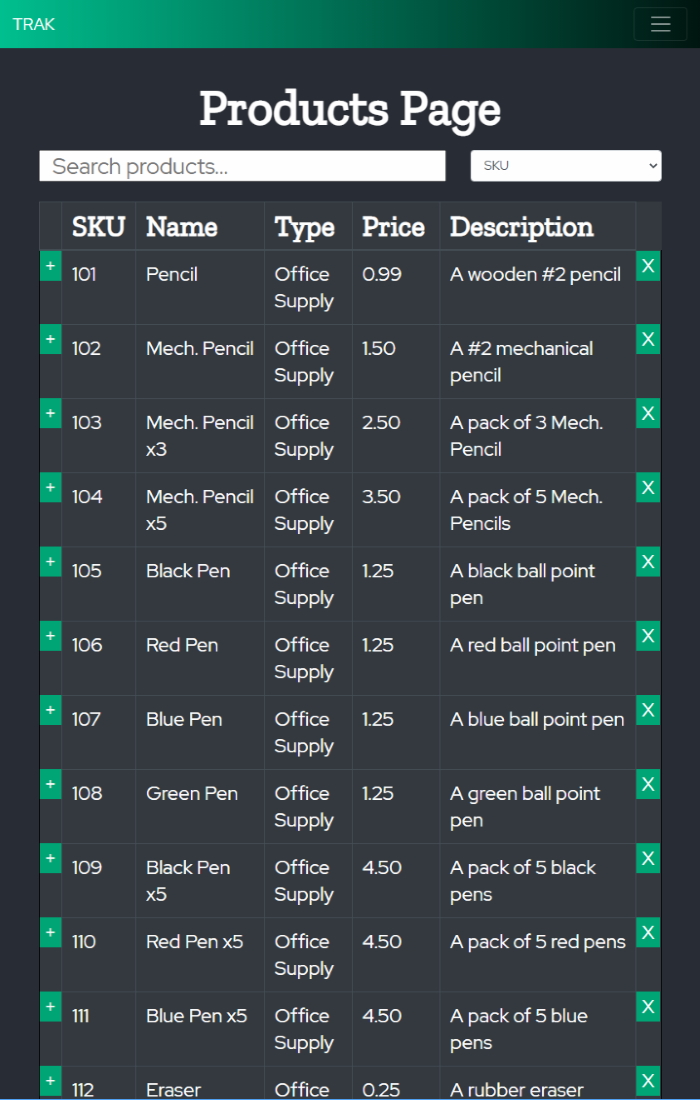 TRAK
Products Page
Search products... SKU
SKU Name Type Price Description
+ 101 Pencil Office 0.99 A wooden #2 pencil X
Supply
+ 102 Mech. Pencil Office 1.50 A #2 mechanical X
Supply pencil
+ 103 Mech. Pencil Office 2.50 A pack of 3 Mech. X
x3 Supply Pencil
+ 104 Mech. Pencil Office 3.50 A pack of 5 Mech. X
x5 Supply Pencils
+ 105 Black Pen Office 1.25 A black ball point X
Supply pen
+ 106 Red Pen Office 1.25 A red ball point pen X
Supply
+ 107 Blue Pen Office 1.25 A blue ball point pen X
Supply
+ 108 Green Pen Office 1.25 A green ball point X
Supply pen
+ 109 Black Pen Office 4.50 A pack of 5 black X
x5 Supply pens
+ 110 Red Pen x5 Office 4.50 A pack of 5 red pens X
Supply
+ 111 Blue Pen x5 Office 4.50 A pack of 5 blue X
Supply pens
+ 112 Eraser Office 0.25 A rubber eraser X